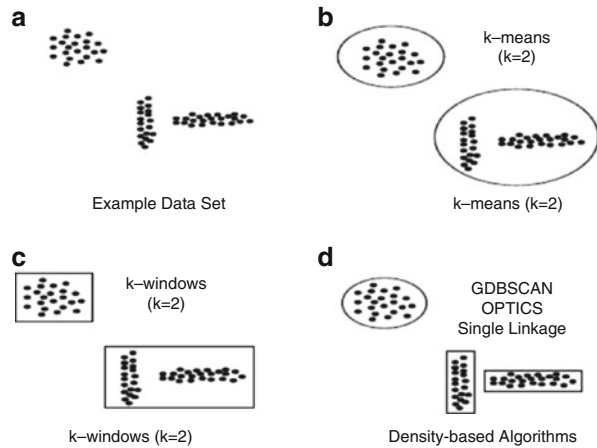 a
Example Data Set
b
k–means
(k=2)
k–means (k=2)
c
k–windows
(k=2)
k–windows (k=2)
d
GDBSCAN
OPTICS
Single Linkage
Density-based Algorithms